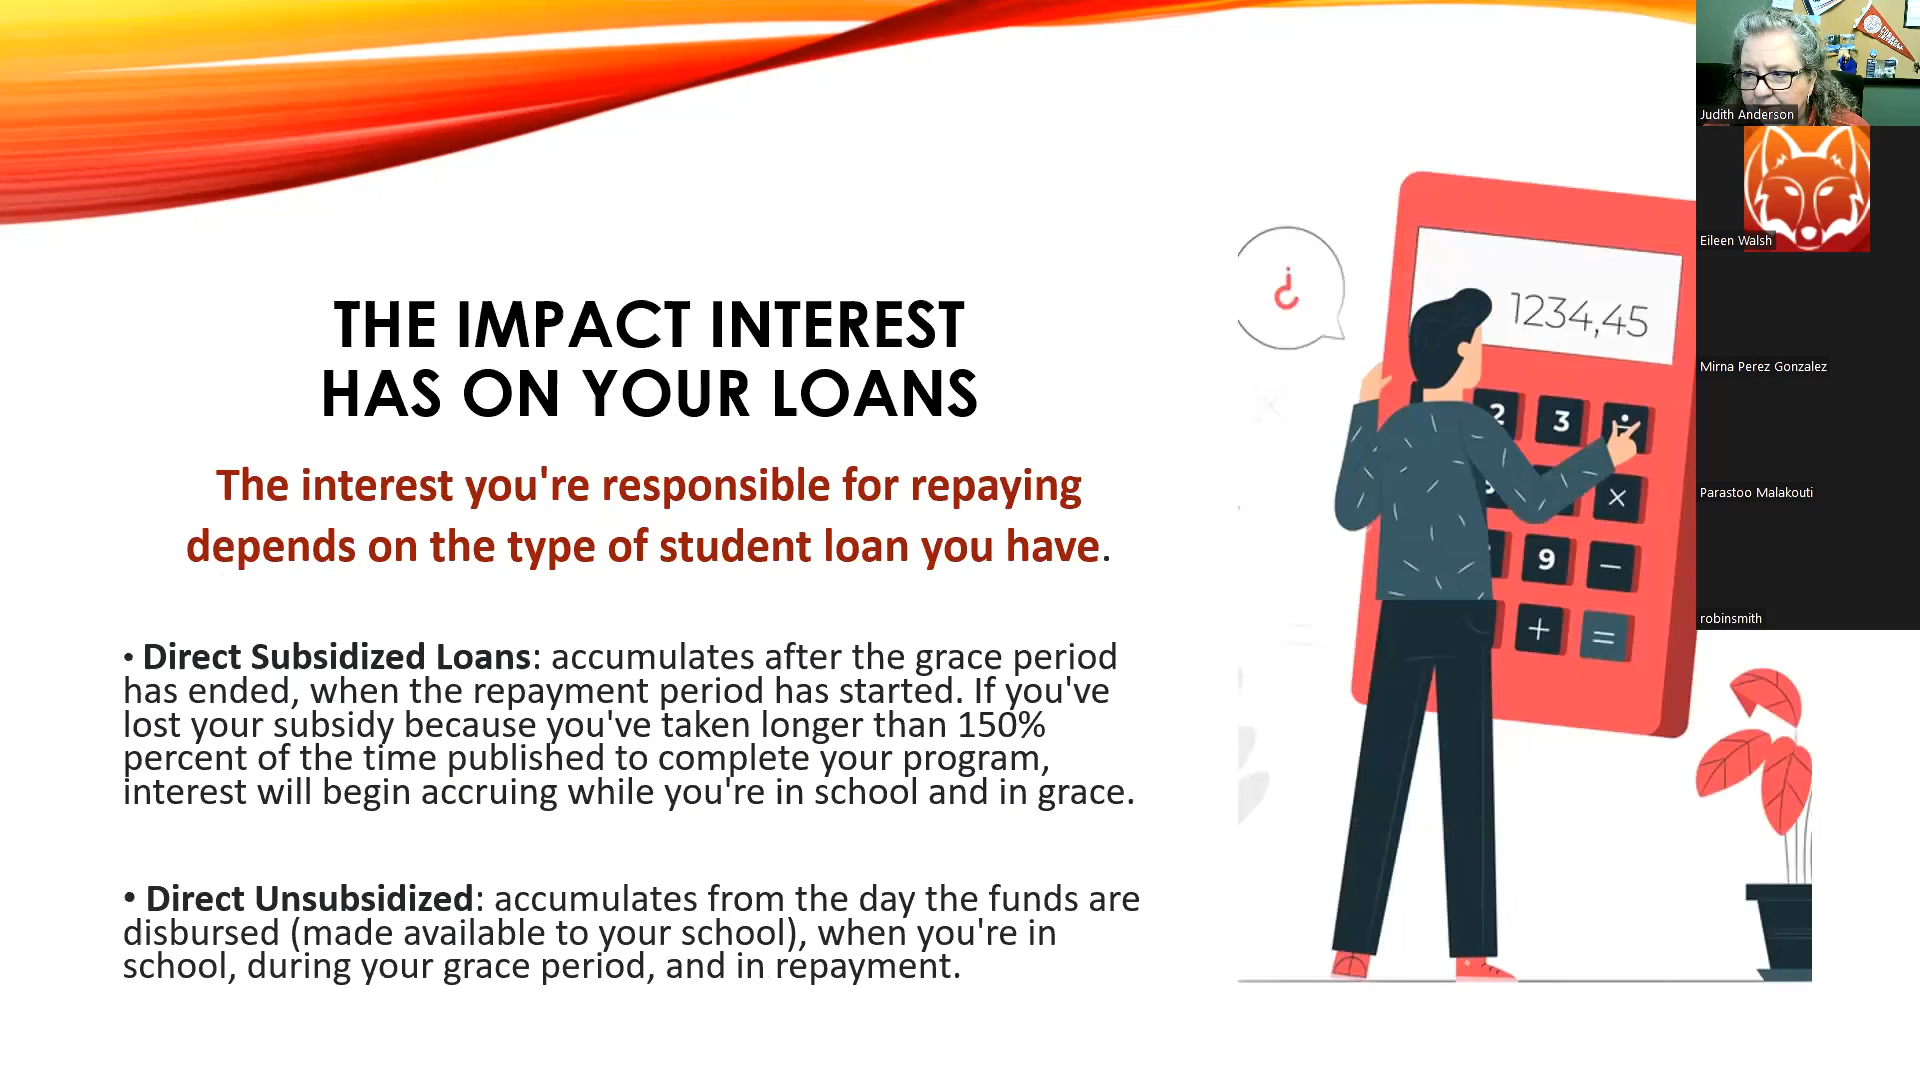 THE IMPACT INTEREST
HAS ON YOUR LOANS
The interest you're responsible for repaying
depends on the type of student loan you have.
• Direct Subsidized Loans: accumulates after the grace period
has ended, when the repayment period has started. If you've
lost your subsidy because you've taken longer than 150%
percent of the time published to complete your program,
interest will begin accruing while you're in school and in grace.
• Direct Unsubsidized: accumulates from the day the funds are
disbursed (made available to your school), when you're in
school, during your grace period, and in repayment.
¿
1234,45
2 3 ÷
×
9 −
+ =
Judith Anderson
Eileen Walsh
Mirna Perez Gonzalez
Parastoo Malakouti
robinsmith